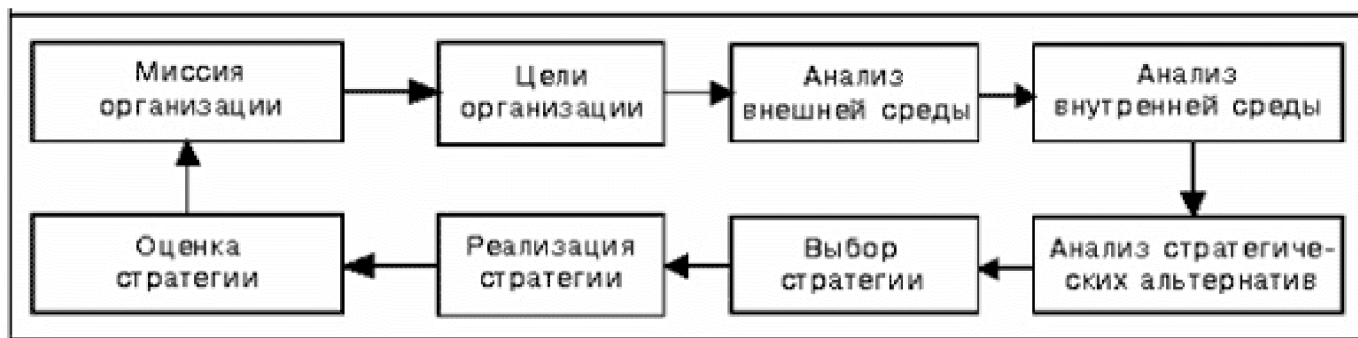 Миссия
организации
Цели
организации
Анализ
внешней среды
Анализ
внутренней среды
Оценка
стратегии
Реализация
стратегии
Выбор
стратегии
Анализ стратегиче-
ских альтернатив